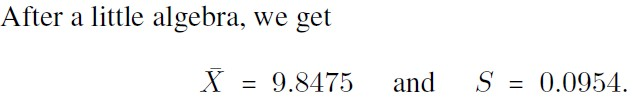 After a little algebra, we get
X̄ = 9.8475 and S = 0.0954.